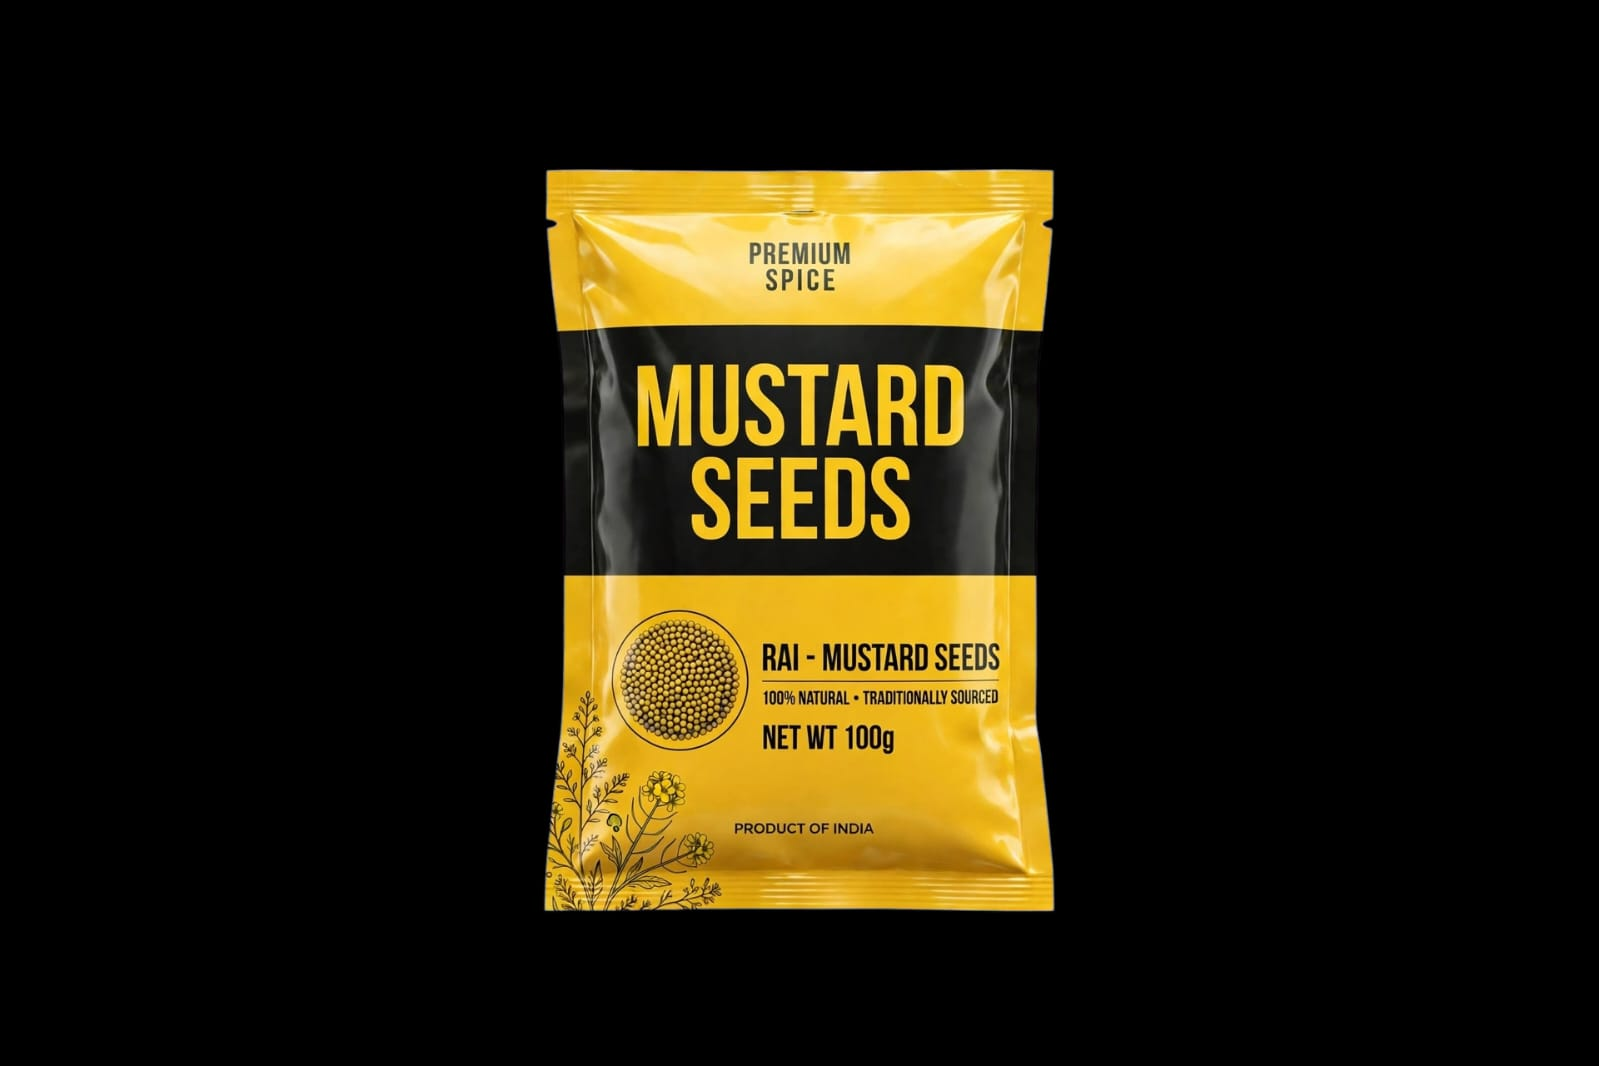 PREMIUM
SPICE
MUSTARD
SEEDS
RAI - MUSTARD SEEDS
100% NATURAL • TRADITIONALLY SOURCED
NET WT 100g
PRODUCT OF INDIA